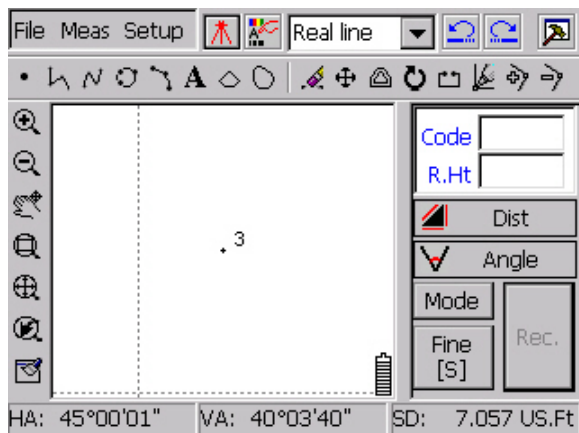 File Meas Setup Real line
A
Code
R.Ht
3
Dist
Angle
Mode
Fine
[S]
Rec.
HA: 45°00'01" VA: 40°03'40" SD: 7.057 US.Ft